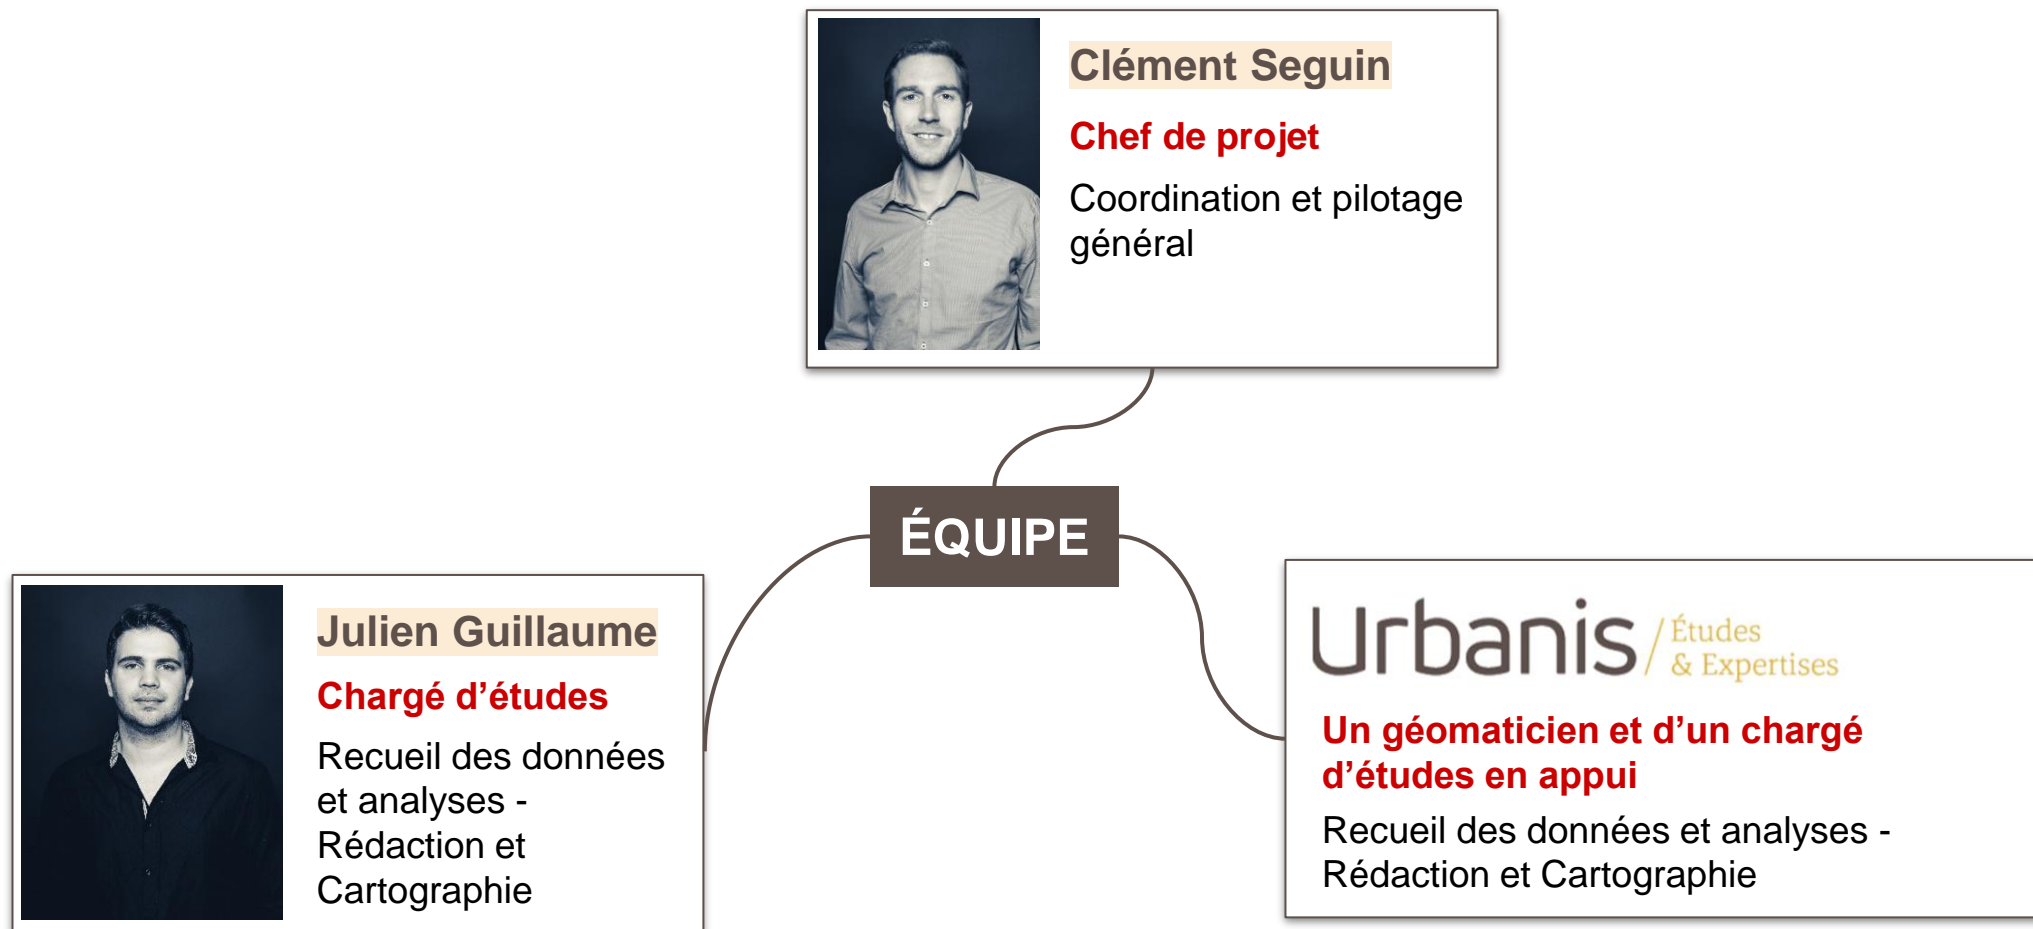 Clément Seguin
Chef de projet
Coordination et pilotage
général
ÉQUIPE
Julien Guillaume
Chargé d’études
Recueil des données
et analyses -
Rédaction et
Cartographie
Urbanis / Études
& Expertises
Un géomaticien et d’un chargé
d’études en appui
Recueil des données et analyses -
Rédaction et Cartographie